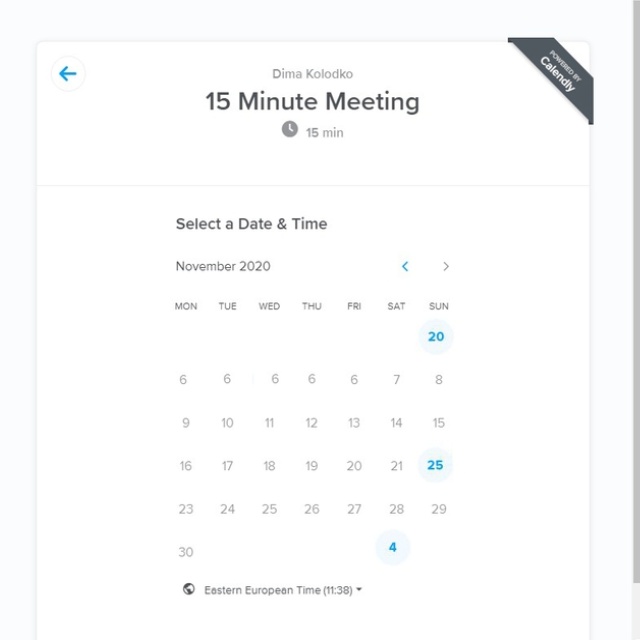 Dima Kolodko
15 Minute Meeting
15 min
POWERED BY
Calendly
Select a Date & Time
November 2020
MON TUE WED THU FRI SAT SUN
20
6 6 6 6 6 7 8
9 10 11 12 13 14 15
16 17 18 19 20 21 25
23 24 25 26 27 28 29
30 4
Eastern European Time (11:38)